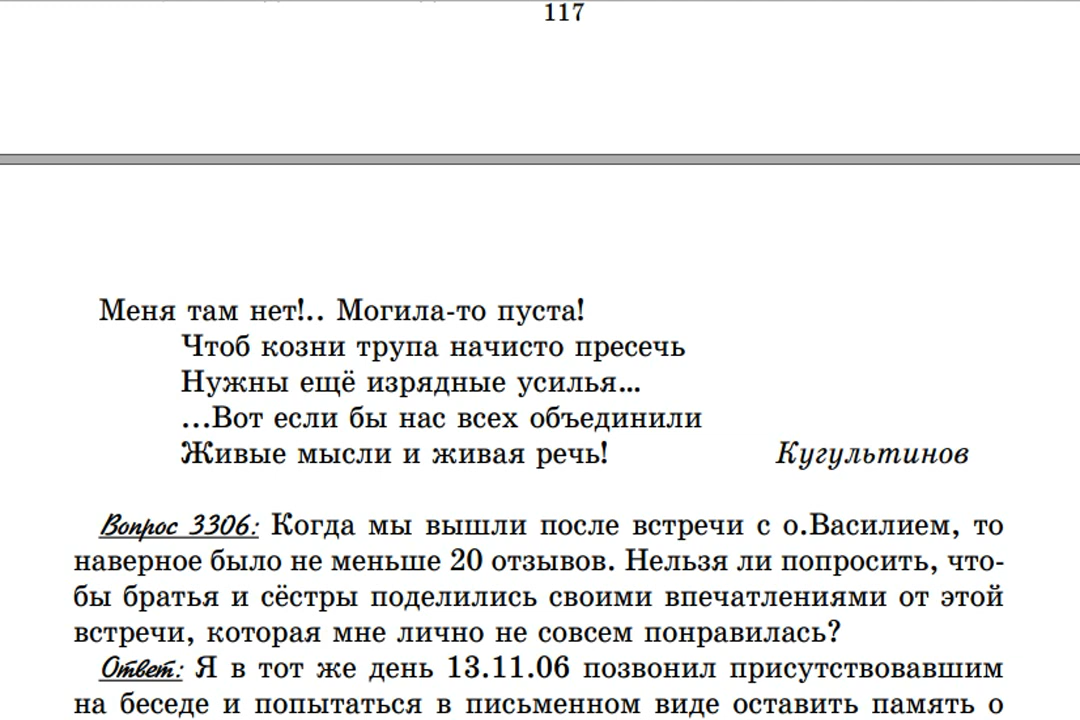 117
Меня там нет!.. Могила-то пуста!
Чтоб козни трупа начисто пресечь
Нужны ещё изрядные усилья...
...Вот если бы нас всех объединили
Живые мысли и живая речь! Кугультинов
Вопрос 3306: Когда мы вышли после встречи с о.Василием, то
наверное было не меньше 20 отзывов. Нельзя ли попросить, что-
бы братья и сёстры поделились своими впечатлениями от этой
встречи, которая мне лично не совсем понравилась?
Ответ: Я в тот же день 13.11.06 позвонил присутствовавшим
на беседе и попытаться в письменном виде оставить память о